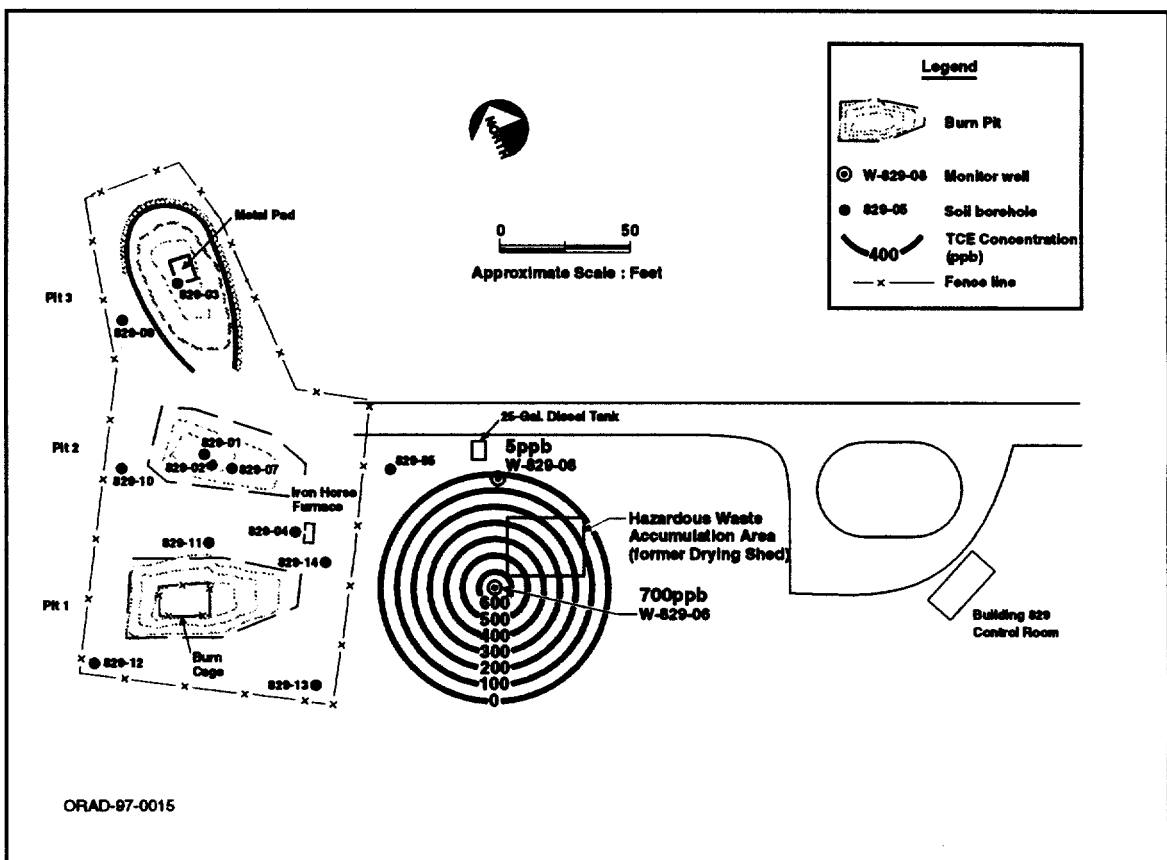 Legend
Burn Pit
W-829-08 Monitor well
829-05 Soil borehole
400
TCE Concentration
(ppb)
Fence line
NORTH
0 50
Approximate Scale : Feet
Metal Pad
829-03
Pit 3
829-09
25-Gal. Diesel Tank
Pit 2
829-01
829-02
829-07
829-10
829-05
5ppb
W-829-08
Iron Horse
Furnace
829-04
Hazardous Waste
Accumulation Area
(former Drying Shed)
829-11
829-14
Pit 1
700ppb
W-829-06
600
500
400
300
200
100
0
Burn
Cage
829-12
829-13
Building 829
Control Room
ORAD-97-0015